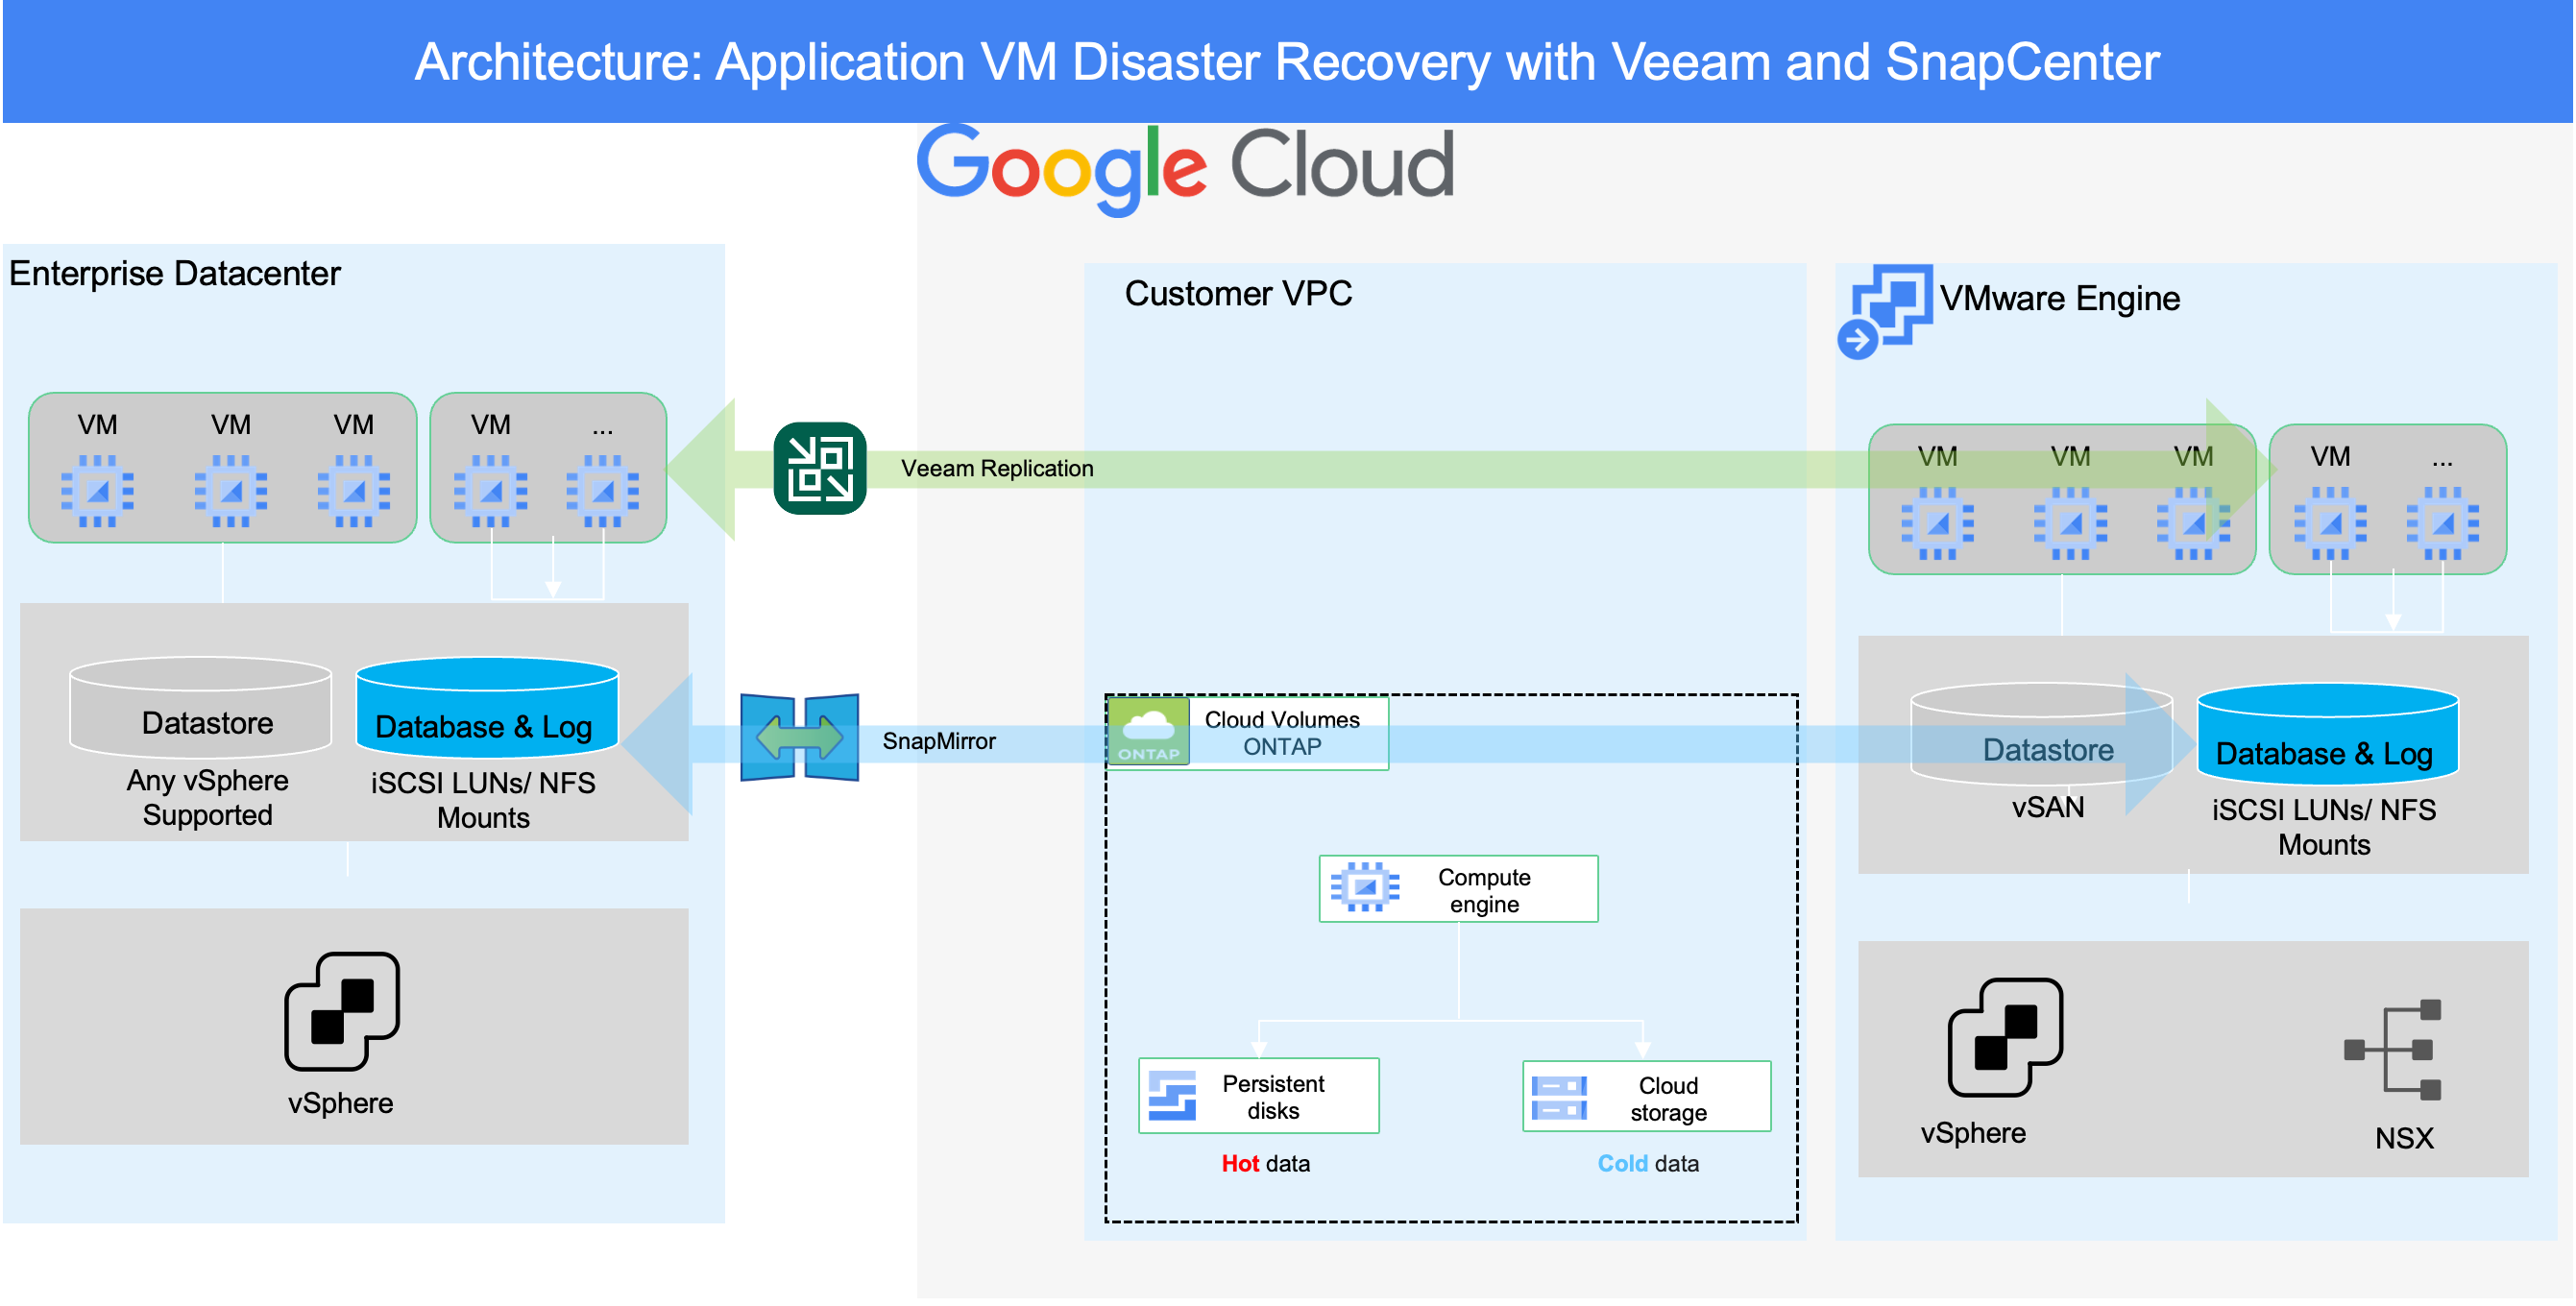 Architecture: Application VM Disaster Recovery with Veeam and SnapCenter
Google Cloud
Enterprise Datacenter
VM
VM
VM
VM
...
Datastore
Any vSphere
Supported
Database & Log
iSCSI LUNs/ NFS
Mounts
vSphere
Veeam Replication
SnapMirror
Customer VPC
ONTAP
Cloud Volumes
ONTAP
Compute
engine
Persistent
disks
Hot data
Cloud
storage
Cold data
VMware Engine
VM
VM
VM
VM
...
Datastore
vSAN
Database & Log
iSCSI LUNs/ NFS
Mounts
vSphere
NSX